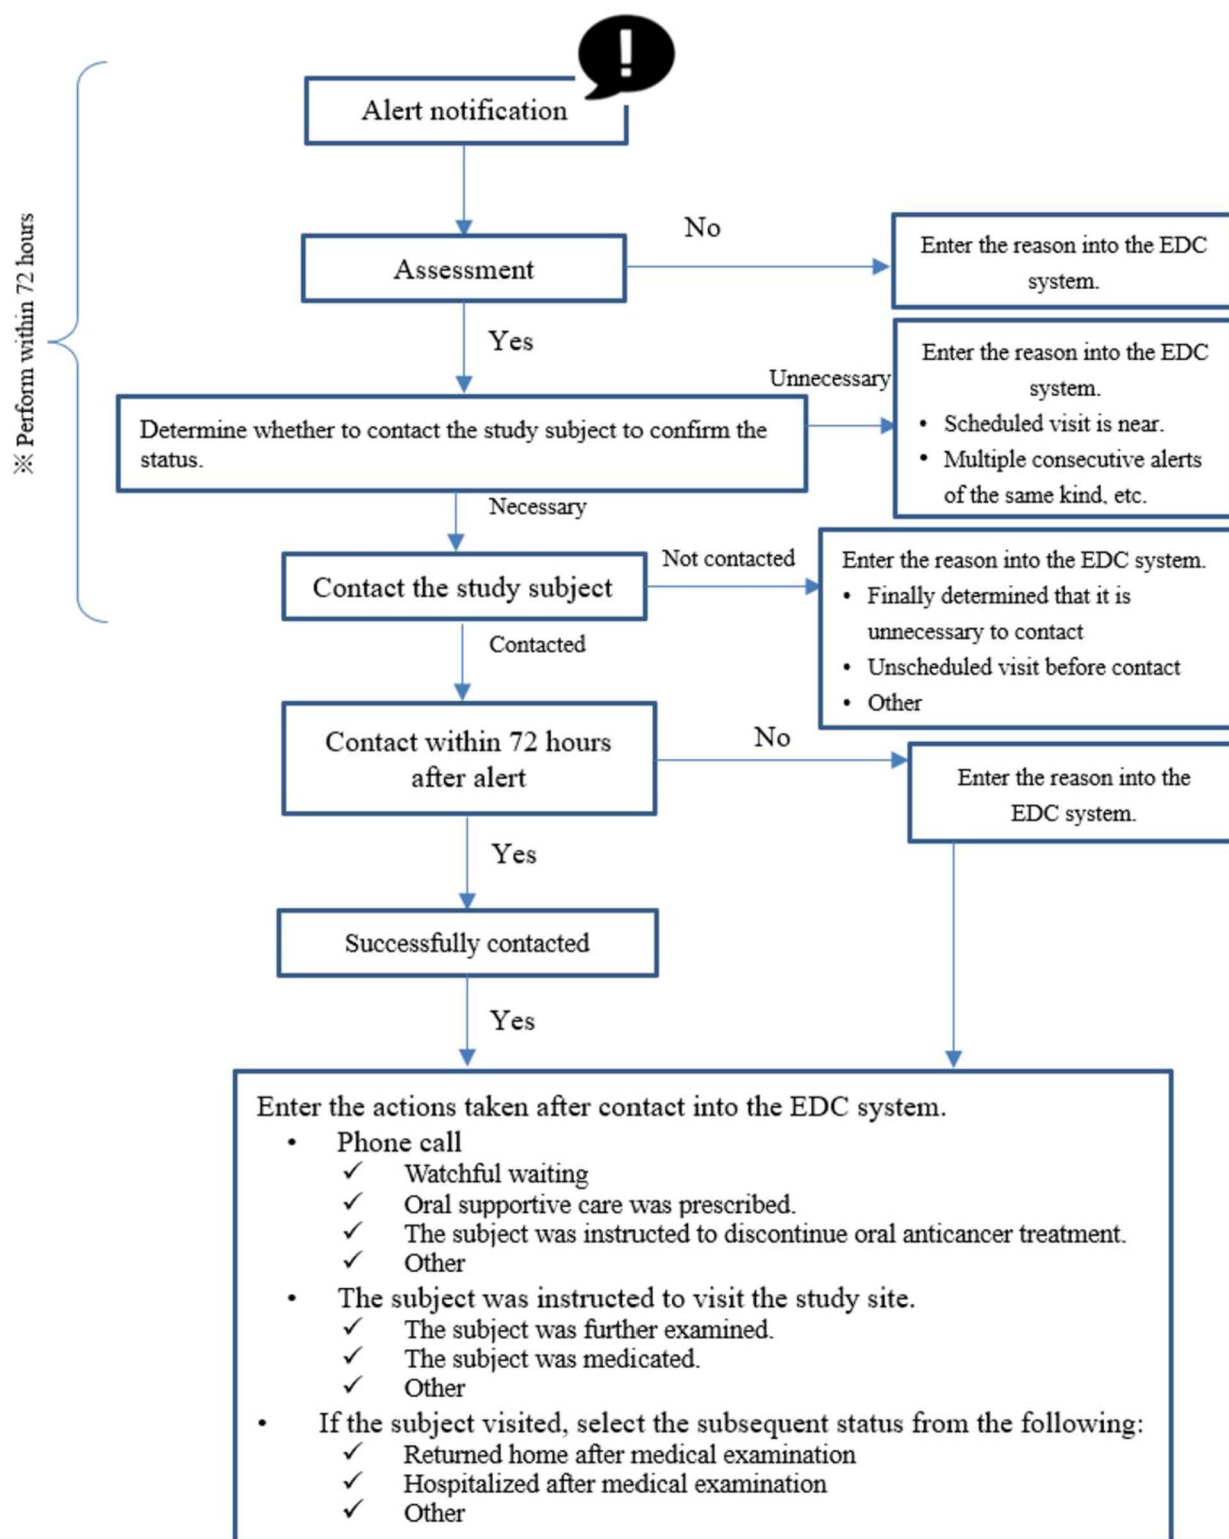 !
Alert notification
※ Perform within 72 hours
Assessment
No
Enter the reason into the EDC
system.
Yes
Determine whether to contact the study subject to confirm the
status.
Unnecessary
Enter the reason into the EDC
system.
• Scheduled visit is near.
• Multiple consecutive alerts
of the same kind, etc.
Necessary
Contact the study subject
Not contacted
Enter the reason into the EDC system.
• Finally determined that it is
unnecessary to contact
• Unscheduled visit before contact
• Other
Contacted
Contact within 72 hours
after alert
No
Enter the reason into the
EDC system.
Yes
Successfully contacted
Yes
Enter the actions taken after contact into the EDC system.
• Phone call
✓ Watchful waiting
✓ Oral supportive care was prescribed.
✓ The subject was instructed to discontinue oral anticancer treatment.
✓ Other
• The subject was instructed to visit the study site.
✓ The subject was further examined.
✓ The subject was medicated.
✓ Other
• If the subject visited, select the subsequent status from the following:
✓ Returned home after medical examination
✓ Hospitalized after medical examination
✓ Other